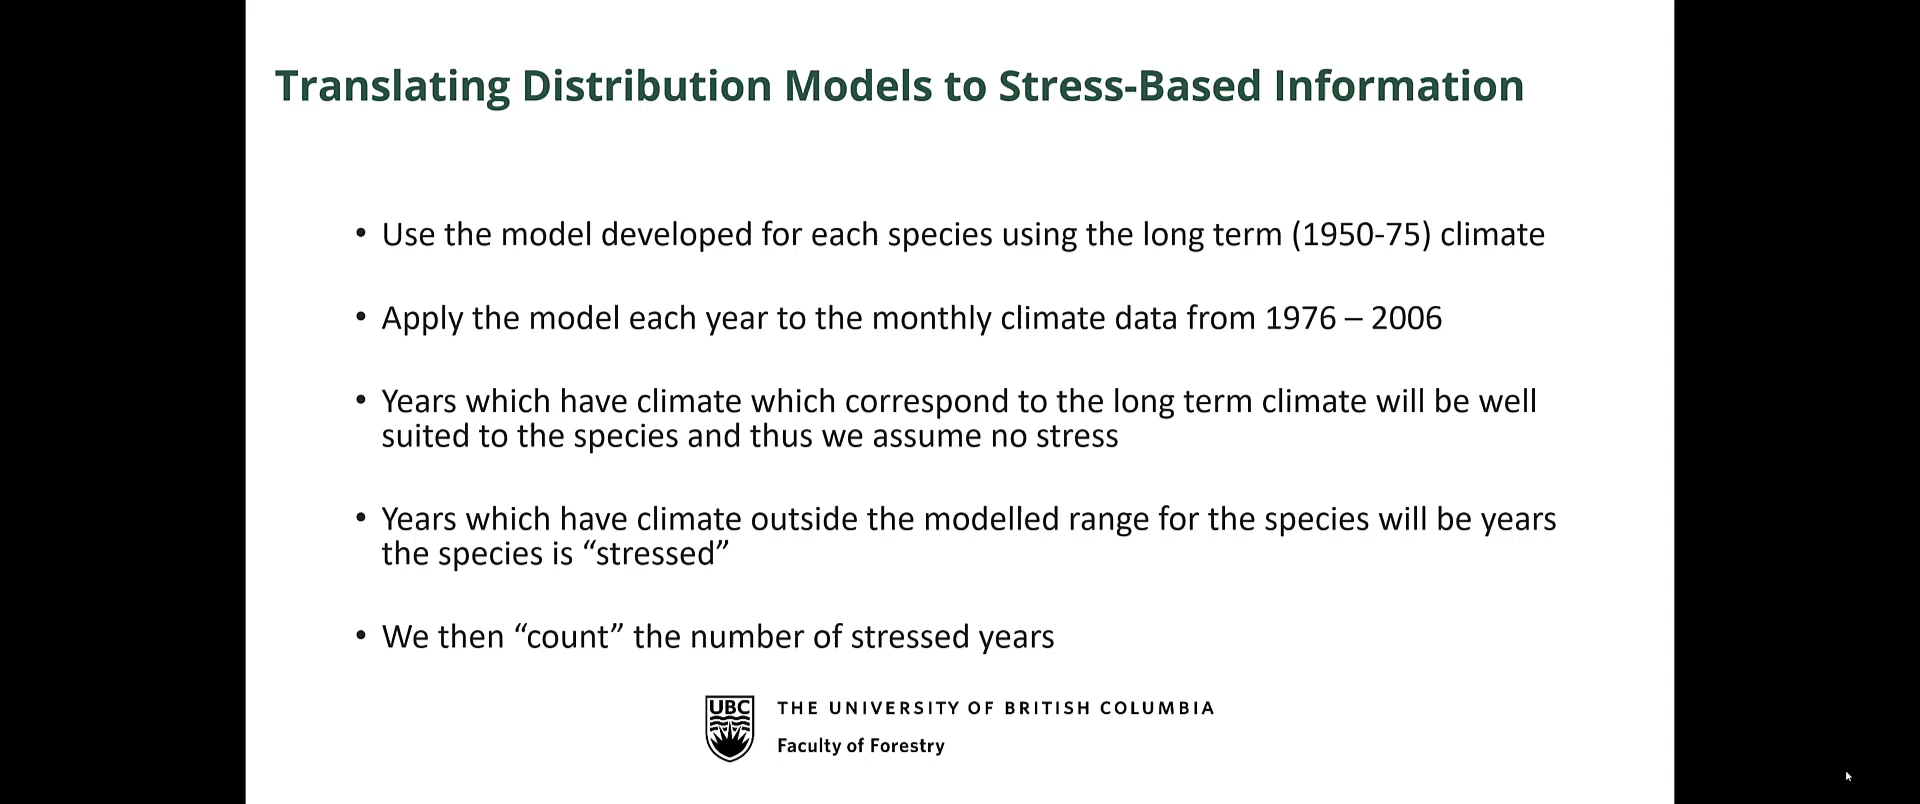 Translating Distribution Models to Stress-Based Information
• Use the model developed for each species using the long term (1950-75) climate
• Apply the model each year to the monthly climate data from 1976 – 2006
• Years which have climate which correspond to the long term climate will be well
suited to the species and thus we assume no stress
• Years which have climate outside the modelled range for the species will be years
the species is “stressed”
• We then “count” the number of stressed years
UBC
THE UNIVERSITY OF BRITISH COLUMBIA
Faculty of Forestry